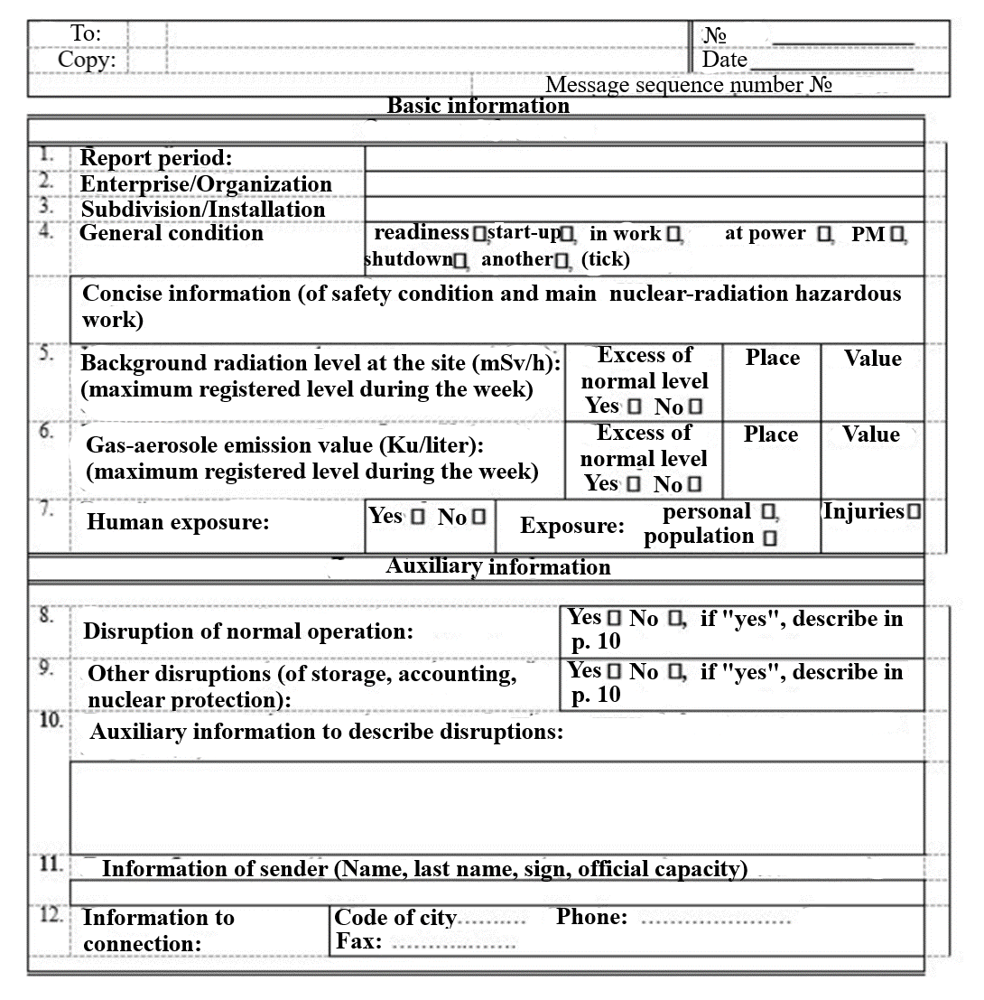 To:
№ ____________
Copy:
Date ____________
Message sequence number №
Basic information
1. Report period:
2. Enterprise/Organization
3. Subdivision/Installation
4. General condition
readiness □, start-up □, in work □, at power □, PM □,
shutdown □, another □, (tick)
Concise information (of safety condition and main nuclear-radiation hazardous
work)
5. Background radiation level at the site (mSv/h):
(maximum registered level during the week)
Excess of
normal level
Yes □ No □
Place
Value
6. Gas-aerosole emission value (Ku/liter):
(maximum registered level during the week)
Excess of
normal level
Yes □ No □
Place
Value
7. Human exposure:
Yes □ No □
Exposure:
personal □,
population □
Injuries □
Auxiliary information
8. Disruption of normal operation:
Yes □ No □, if "yes", describe in
p. 10
9. Other disruptions (of storage, accounting,
nuclear protection):
Yes □ No □, if "yes", describe in
p. 10
10. Auxiliary information to describe disruptions:
11. Information of sender (Name, last name, sign, official capacity)
12. Information to
connection:
Code of city........... Phone: ........................
Fax: ....................